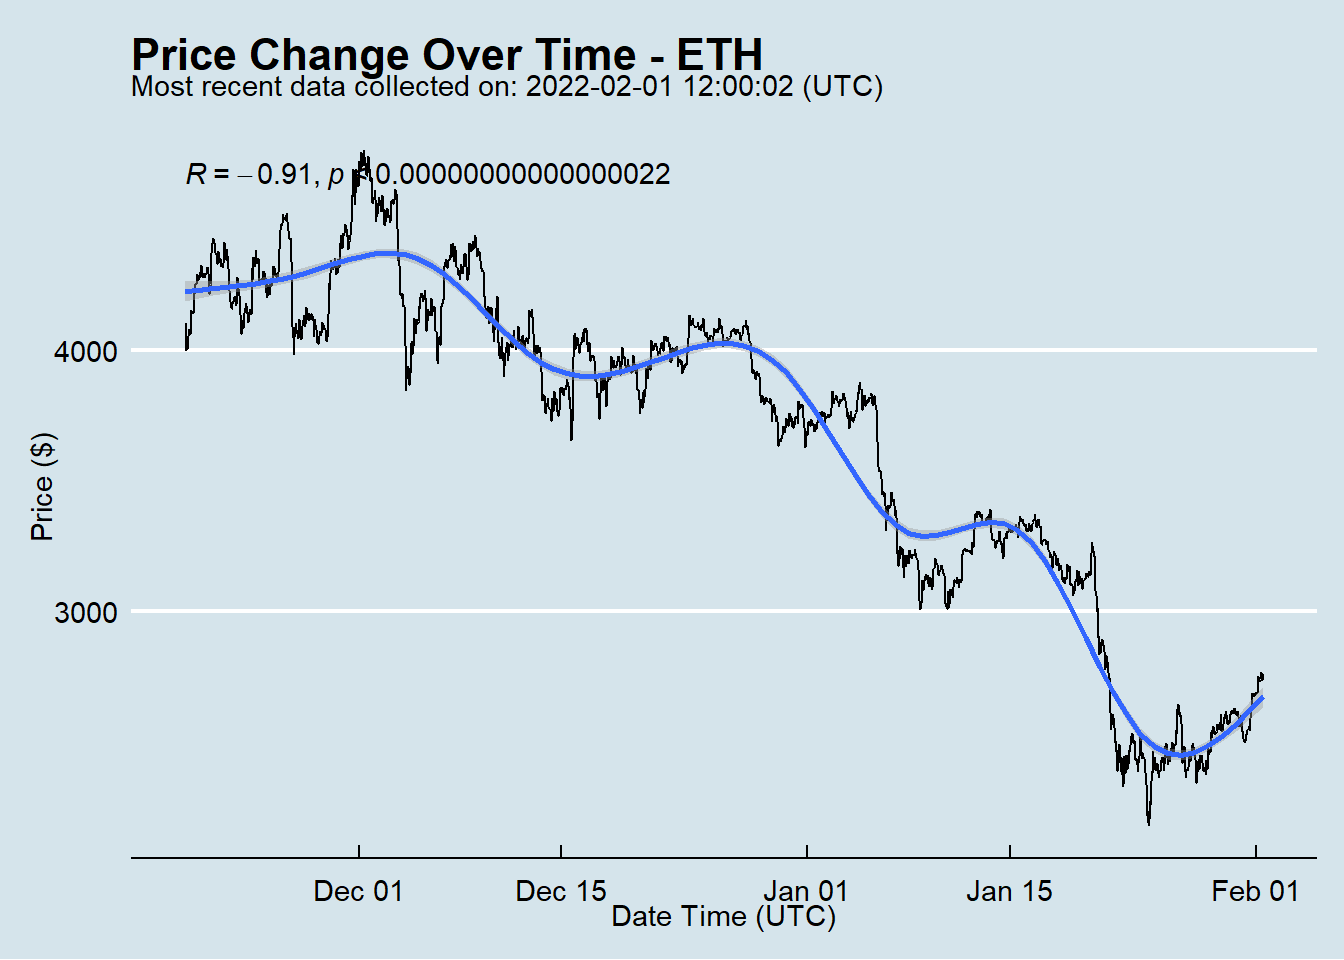 Price Change Over Time - ETH
Most recent data collected on: 2022-02-01 12:00:02 (UTC)
R = −0.91, p < 0.00000000000000022
4000
3000
Price ($)
Dec 01 Dec 15 Jan 01 Jan 15 Feb 01
Date Time (UTC)